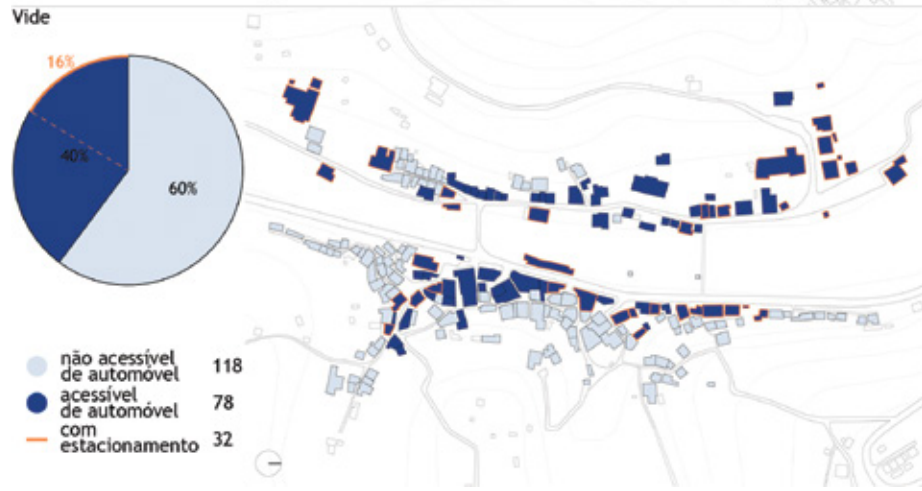 Vide
16%
40%
60%
não acessível
de automóvel 118
acessível
de automóvel 78
com
estacionamento 32